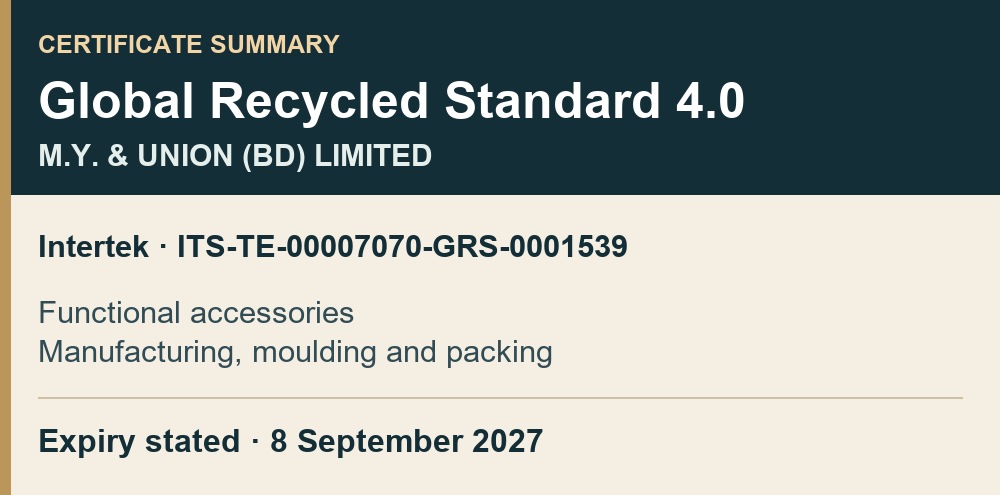 CERTIFICATE SUMMARY
Global Recycled Standard 4.0
M.Y. & UNION (BD) LIMITED
Intertek · ITS-TE-00007070-GRS-0001539
Functional accessories
Manufacturing, moulding and packing
Expiry stated · 8 September 2027